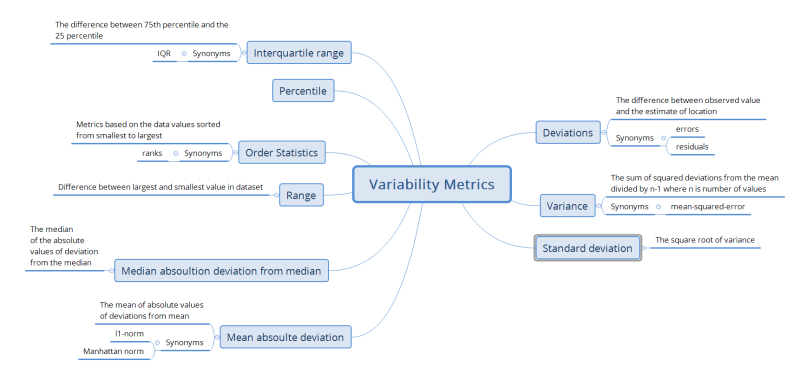 The difference between 75th percentile and the
25 percentile
IQR
Synonyms
Interquartile range
Percentile
Metrics based on the data values sorted
from smallest to largest
ranks
Synonyms
Order Statistics
Difference between largest and smallest value in dataset
Range
The median
of the absolute
values of deviation
from the median
Median absoultion deviation from median
The mean of absolute values
of deviations from mean
l1-norm
Synonyms
Manhattan norm
Mean absoulte deviation
Variability Metrics
Deviations
The difference between observed value
and the estimate of location
Synonyms
errors
residuals
Variance
The sum of squared deviations from the mean
divided by n-1 where n is number of values
Synonyms
mean-squared-error
Standard deviation
The square root of variance